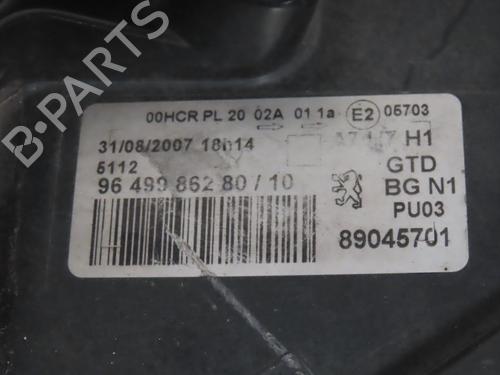 B-PARTS
00HCR PL 20 02A 01 1a E2 05703
31/08/2007 18h14 H1
5112 GTD
96 499 862 80/10 BG N1
PU03
89045701